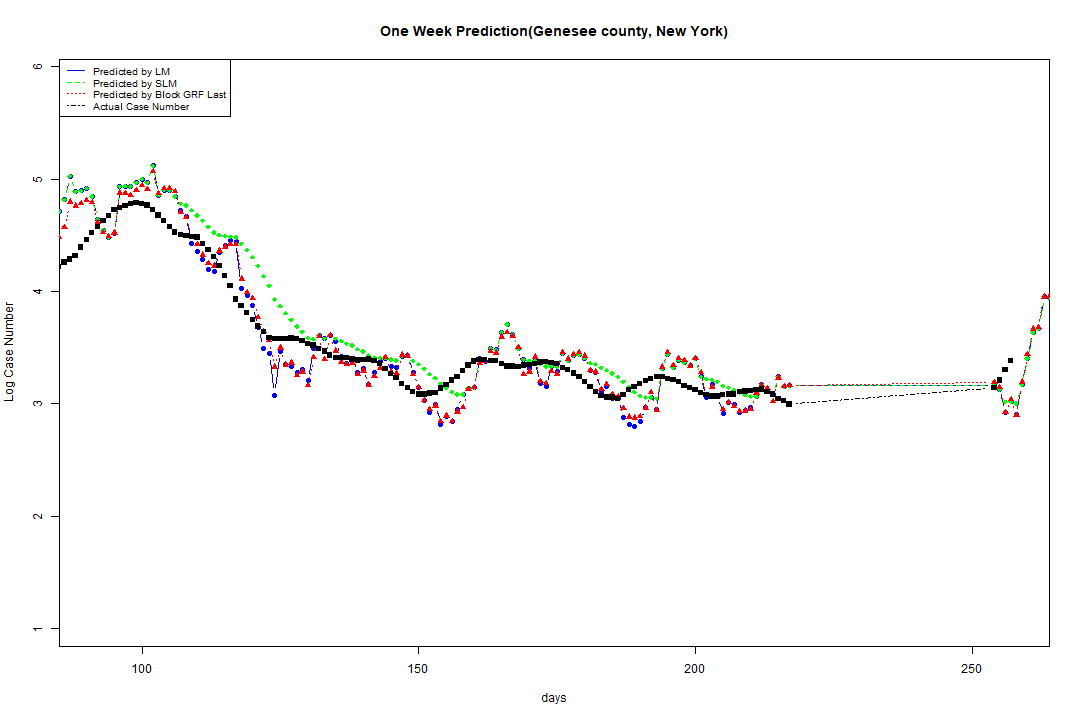 One Week Prediction(Genesee county, New York)
6
Predicted by LM
Predicted by SLM
Predicted by Block GRF Last
Actual Case Number
5
4
Log Case Number
3
2
1
100 150 200 250
days